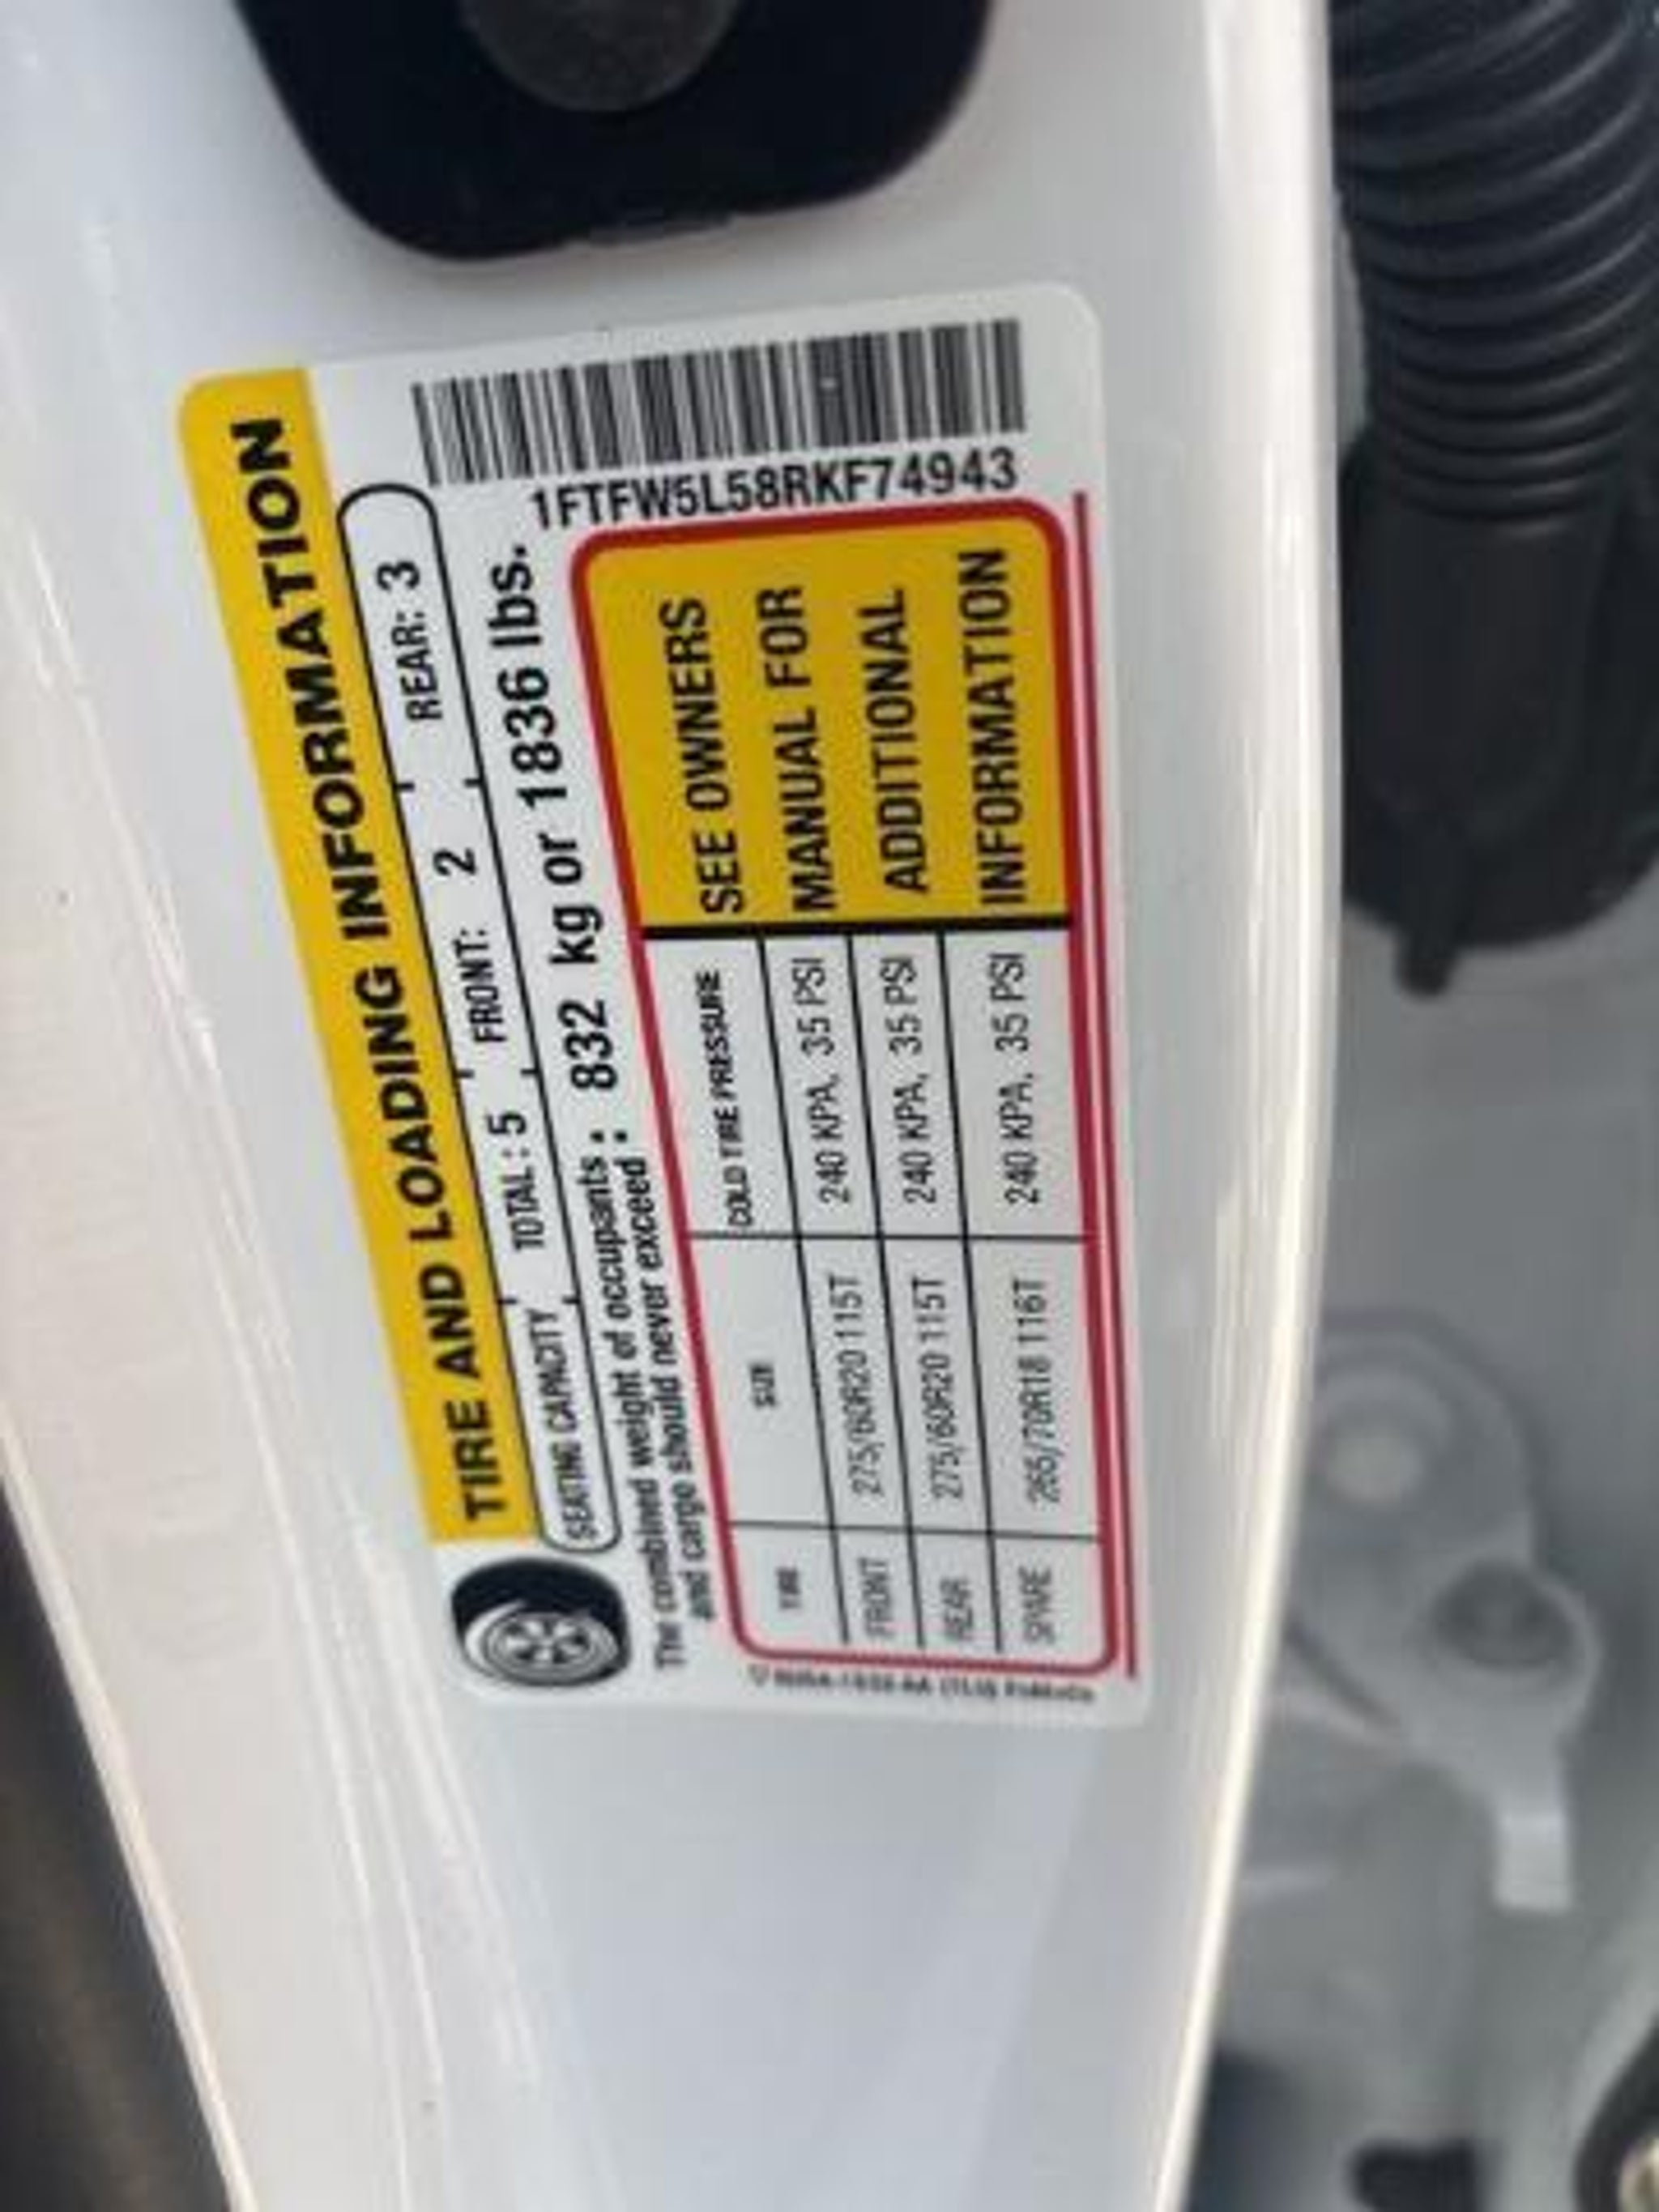 TIRE AND LOADING INFORMATION
SEATING CAPACITY TOTAL: 5 FRONT: 2 REAR: 3
The combined weight of occupants
and cargo should never exceed : 832 kg or 1836 lbs.
1FTFW5L58RKF74943
TIRE SIZE COLD TIRE PRESSURE
FRONT 275/60R20 115T 240 KPA, 35 PSI
REAR 275/60R20 115T 240 KPA, 35 PSI
SPARE 265/70R18 116T 240 KPA, 35 PSI
SEE OWNERS
MANUAL FOR
ADDITIONAL
INFORMATION